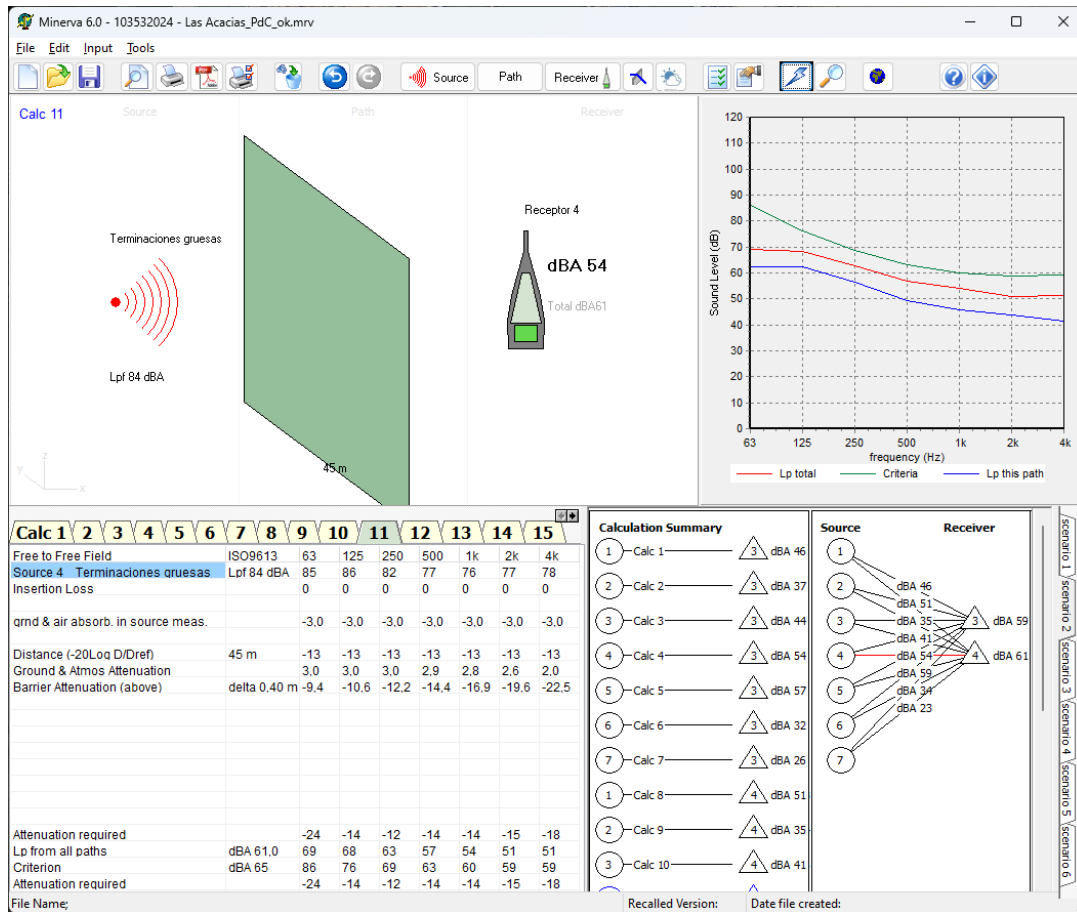 Minerva 6.0 - 103532024 - Las Acacias_PdC_ok.mrv
File Edit Input Tools
Source Path Receiver
Calc 11 Source Path Receiver
Receptor 4
Terminaciones gruesas
dBA 54
Total dBA61
Lpf 84 dBA
45 m
z
y
x
120
110
100
90
80
70
60
50
40
30
20
10
0
Sound Level (dB)
63 125 250 500 1k 2k 4k
frequency (Hz)
Lp total Criteria Lp this path
Calc 1 2 3 4 5 6 7 8 9 10 11 12 13 14 15
Free to Free Field ISO9613 63 125 250 500 1k 2k 4k
Source 4 Terminaciones gruesas Lpf 84 dBA 85 86 82 77 76 77 78
Insertion Loss 0 0 0 0 0 0 0
grnd & air absorb. in source meas. -3,0 -3,0 -3,0 -3,0 -3,0 -3,0 -3,0
Distance (-20Log D/Dref) 45 m -13 -13 -13 -13 -13 -13 -13
Ground & Atmos Attenuation 3,0 3,0 3,0 2.9 2,8 2.6 2,0
Barrier Attenuation (above) delta 0,40 m -9,4 -10,6 -12,2 -14,4 -16,9 -19,6 -22,5
Attenuation required -24 -14 -12 -14 -14 -15 -18
Lp from all paths dBA 61,0 69 68 63 57 54 51 51
Criterion dBA 65 86 76 69 63 60 59 59
Attenuation required -24 -14 -12 -14 -14 -15 -18
Calculation Summary
1 Calc 1 3 dBA 46
2 Calc 2 3 dBA 37
3 Calc 3 3 dBA 44
4 Calc 4 3 dBA 54
5 Calc 5 3 dBA 57
6 Calc 6 3 dBA 32
7 Calc 7 3 dBA 26
1 Calc 8 4 dBA 51
2 Calc 9 4 dBA 35
3 Calc 10 4 dBA 41
Source Receiver
1
2
3
4
5
6
7
dBA 46
dBA 51
dBA 35
dBA 41
dBA 54
dBA 59
dBA 34
dBA 23
3 dBA 59
4 dBA 61
scenario 1
scenario 2
scenario 3
scenario 4
scenario 5
scenario 6
File Name; Recalled Version: Date file created: